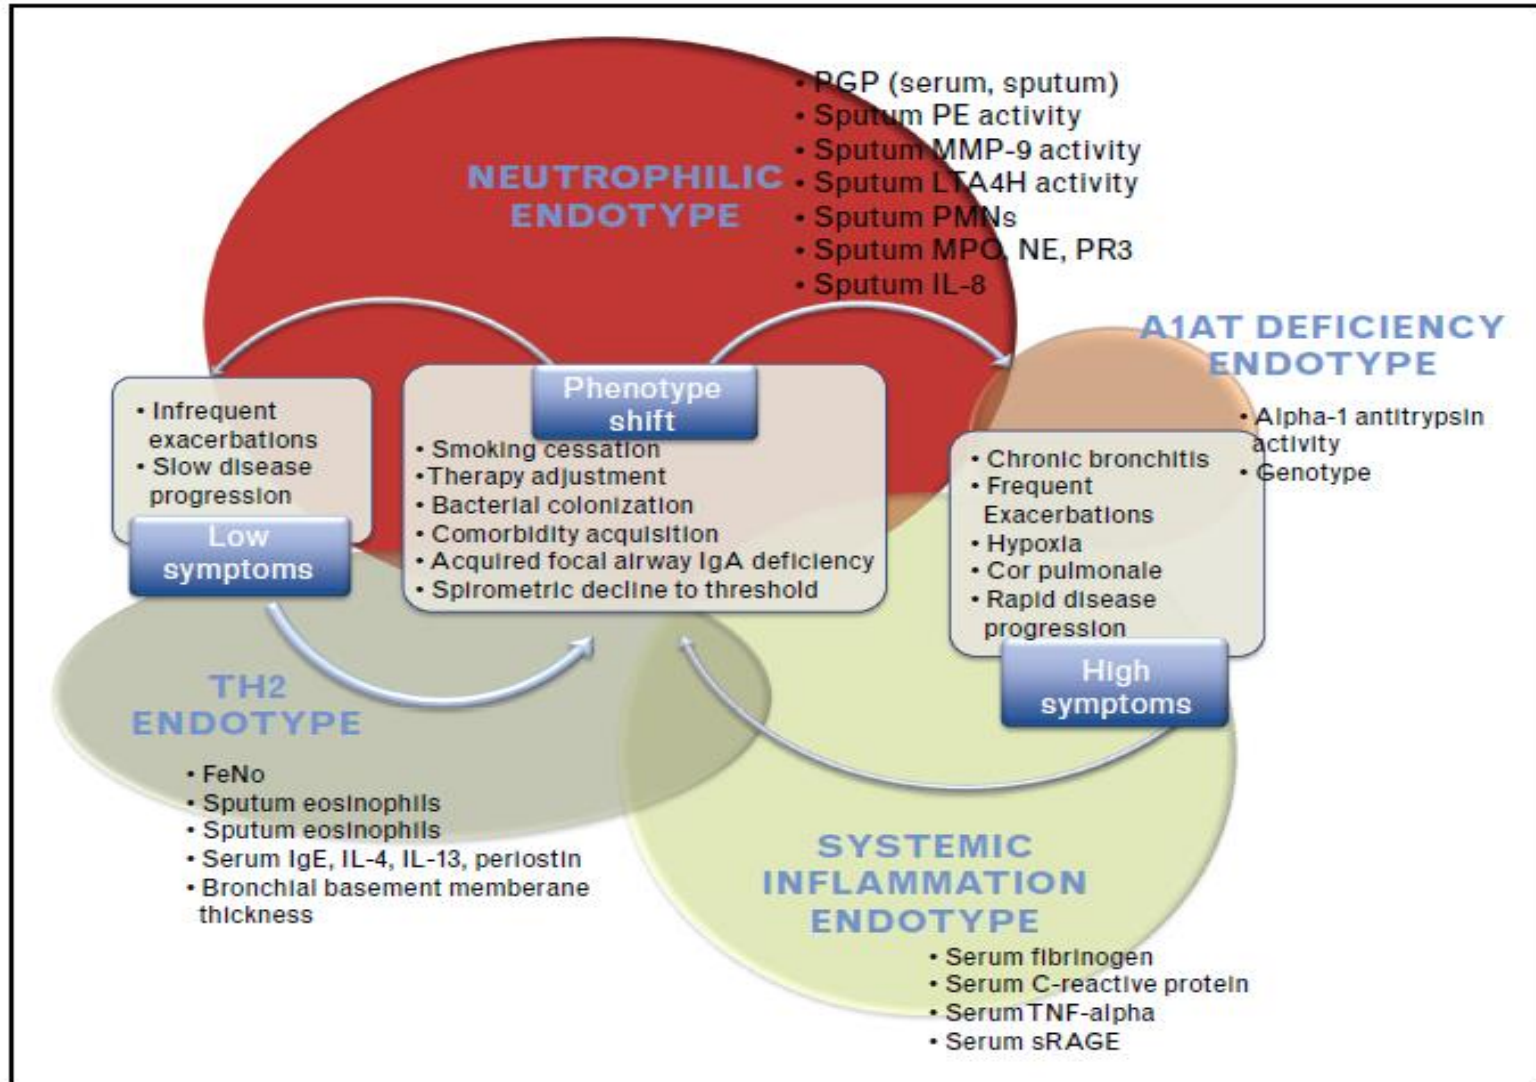 • PGP (serum, sputum)
• Sputum PE activity
• Sputum MMP-9 activity
• Sputum LTA4H activity
• Sputum PMNs
• Sputum MPO, NE, PR3
• Sputum IL-8
NEUTROPHILIC
ENDOTYPE
A1AT DEFICIENCY
ENDOTYPE
• Alpha-1 antitrypsin
activity
• Genotype
• Infrequent
exacerbations
• Slow disease
progression
Low
symptoms
Phenotype
shift
• Smoking cessation
• Therapy adjustment
• Bacterial colonization
• Comorbidity acquisition
• Acquired focal airway IgA deficiency
• Spirometric decline to threshold
• Chronic bronchitis
• Frequent
Exacerbations
• Hypoxia
• Cor pulmonale
• Rapid disease
progression
High
symptoms
TH2
ENDOTYPE
• FeNo
• Sputum eosinophils
• Sputum eosinophils
• Serum IgE, IL-4, IL-13, periostin
• Bronchial basement memberane
thickness
SYSTEMIC
INFLAMMATION
ENDOTYPE
• Serum fibrinogen
• Serum C-reactive protein
• Serum TNF-alpha
• Serum sRAGE